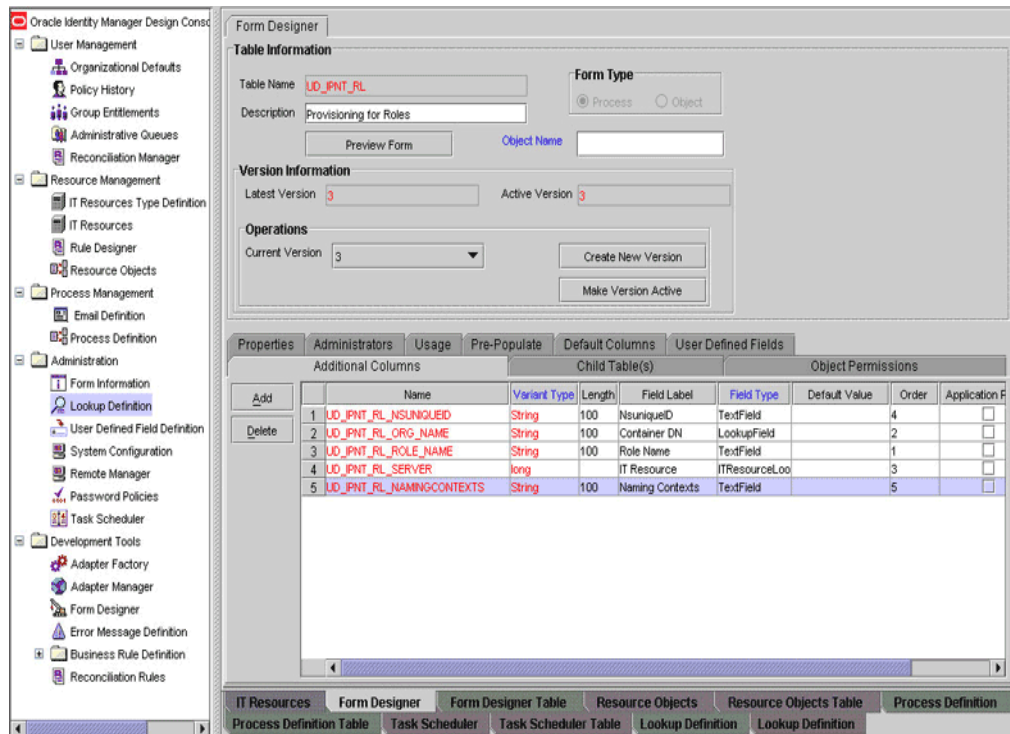 Oracle Identity Manager Design Consc
User Management
Organizational Defaults
Policy History
Group Entitlements
Administrative Queues
Reconciliation Manager
Resource Management
IT Resources Type Definition
IT Resources
Rule Designer
Resource Objects
Process Management
Email Definition
Process Definition
Administration
Form Information
Lookup Definition
User Defined Field Definition
System Configuration
Remote Manager
Password Policies
Task Scheduler
Development Tools
Adapter Factory
Adapter Manager
Form Designer
Error Message Definition
Business Rule Definition
Reconciliation Rules
Form Designer
Table Information
Table Name UD_IPNT_RL
Form Type
Process Object
Description Provisioning for Roles
Preview Form
Object Name
Version Information
Latest Version 3
Active Version 3
Operations
Current Version 3
Create New Version
Make Version Active
Properties Administrators Usage Pre-Populate Default Columns User Defined Fields
Additional Columns Child Table(s) Object Permissions
Add
Delete
Name Variant Type Length Field Label Field Type Default Value Order Application P
1 UD_IPNT_RL_NSUNIQUEID String 100 NsuniqueID TextField 4
2 UD_IPNT_RL_ORG_NAME String 100 Container DN LookupField 2
3 UD_IPNT_RL_ROLE_NAME String 100 Role Name TextField 1
4 UD_IPNT_RL_SERVER long IT Resource ITResourceLoo 3
5 UD_IPNT_RL_NAMINGCONTEXTS String 100 Naming Contexts TextField 5
IT Resources Form Designer Form Designer Table Resource Objects Resource Objects Table Process Definition
Process Definition Table Task Scheduler Task Scheduler Table Lookup Definition Lookup Definition